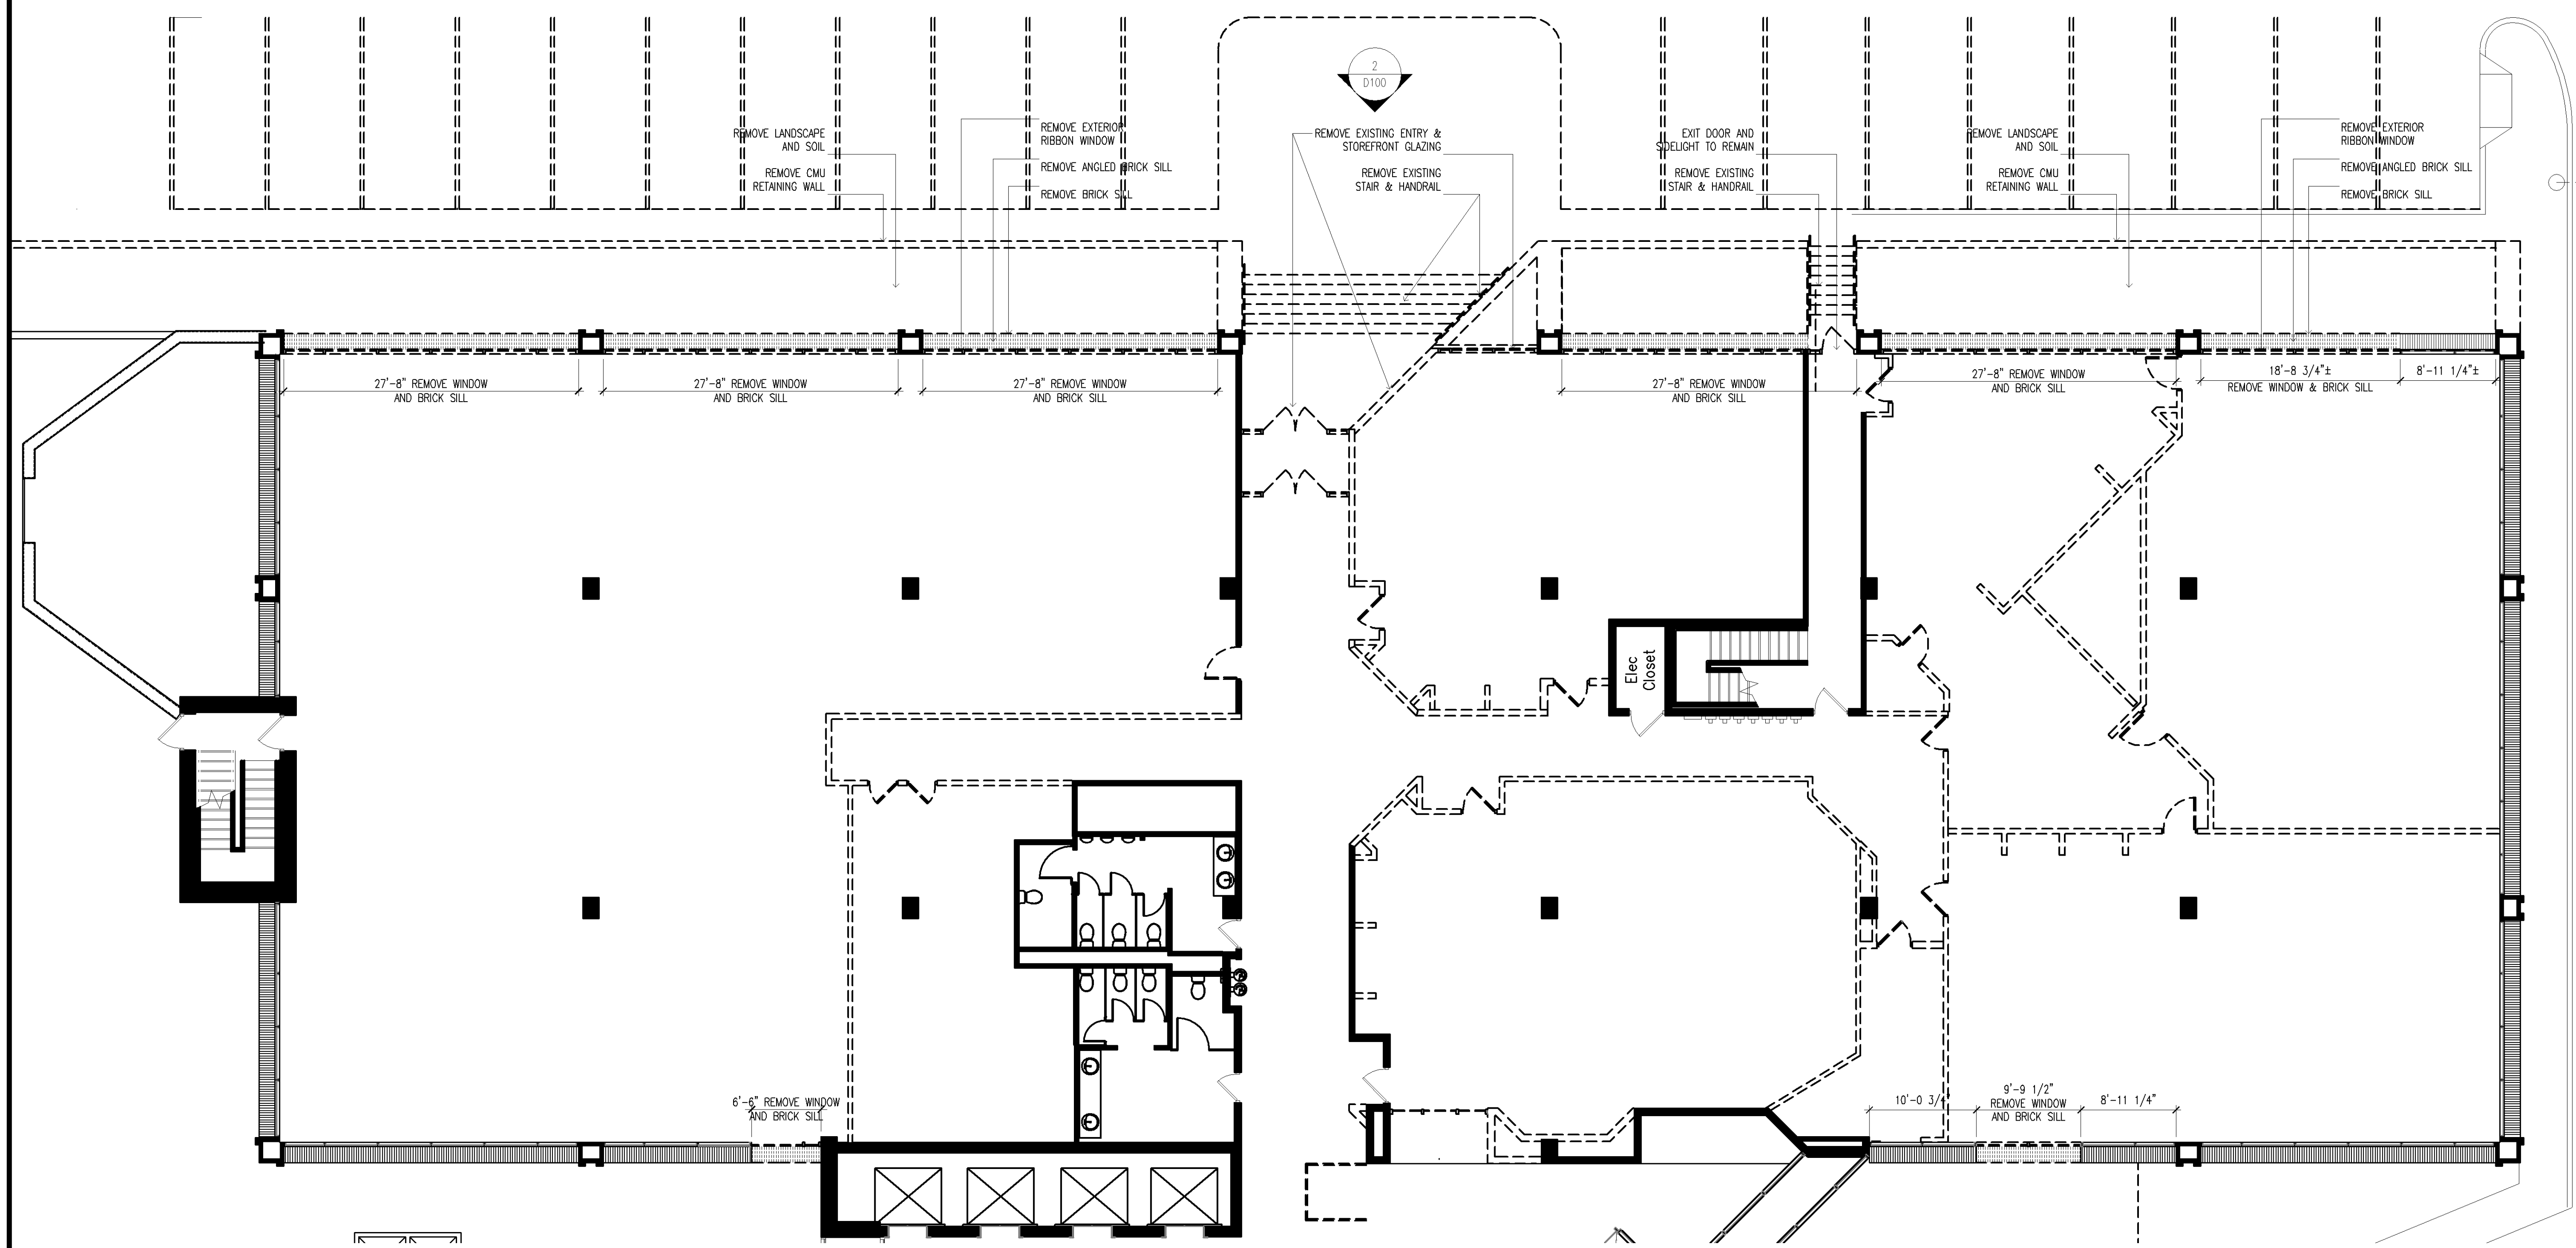 2
D100
REMOVE LANDSCAPE
AND SOIL
REMOVE CMU
RETAINING WALL
REMOVE EXTERIOR
RIBBON WINDOW
REMOVE ANGLED BRICK SILL
REMOVE BRICK SILL
REMOVE EXISTING ENTRY &
STOREFRONT GLAZING
REMOVE EXISTING
STAIR & HANDRAIL
EXIT DOOR AND
SIDELIGHT TO REMAIN
REMOVE EXISTING
STAIR & HANDRAIL
REMOVE LANDSCAPE
AND SOIL
REMOVE CMU
RETAINING WALL
REMOVE EXTERIOR
RIBBON WINDOW
REMOVE ANGLED BRICK SILL
REMOVE BRICK SILL
27'-8" REMOVE WINDOW
AND BRICK SILL
27'-8" REMOVE WINDOW
AND BRICK SILL
27'-8" REMOVE WINDOW
AND BRICK SILL
27'-8" REMOVE WINDOW
AND BRICK SILL
27'-8" REMOVE WINDOW
AND BRICK SILL
18'-8 3/4"±
REMOVE WINDOW & BRICK SILL
8'-11 1/4"±
Elec
Closet
6'-6" REMOVE WINDOW
AND BRICK SILL
10'-0 3/4"
9'-9 1/2"
REMOVE WINDOW
AND BRICK SILL
8'-11 1/4"